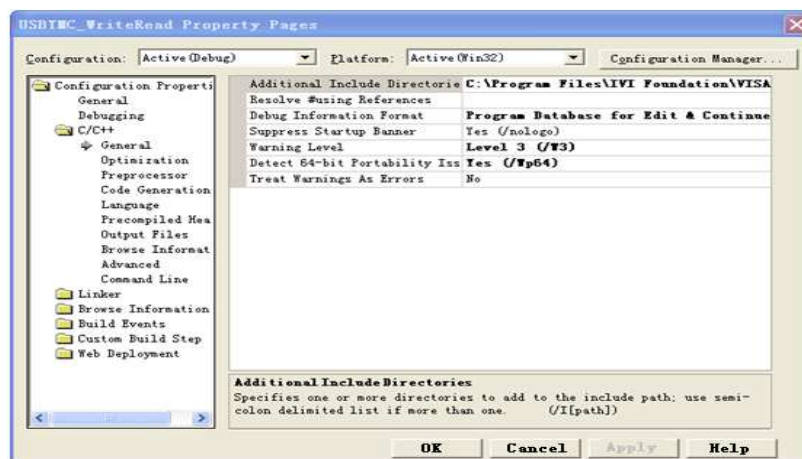 USBTMC_WriteRead Property Pages
Configuration: Active(Debug) Platform: Active(Win32) Configuration Manager...
Configuration Properti
General
Debugging
C/C++
General
Optimization
Preprocessor
Code Generation
Language
Precompiled Hea
Output Files
Browse Informat
Advanced
Command Line
Linker
Browse Information
Build Events
Custom Build Step
Web Deployment
Additional Include Directorie C:\Program Files\IVI Foundation\VISA
Resolve #using References
Debug Information Format Program Database for Edit & Continue
Suppress Startup Banner Yes (/nologo)
Warning Level Level 3 (/W3)
Detect 64-bit Portability Iss Yes (/Wp64)
Treat Warnings As Errors No
Additional Include Directories
Specifies one or more directories to add to the include path; use semi-
colon delimited list if more than one. (/I[path])
OK Cancel Apply Help